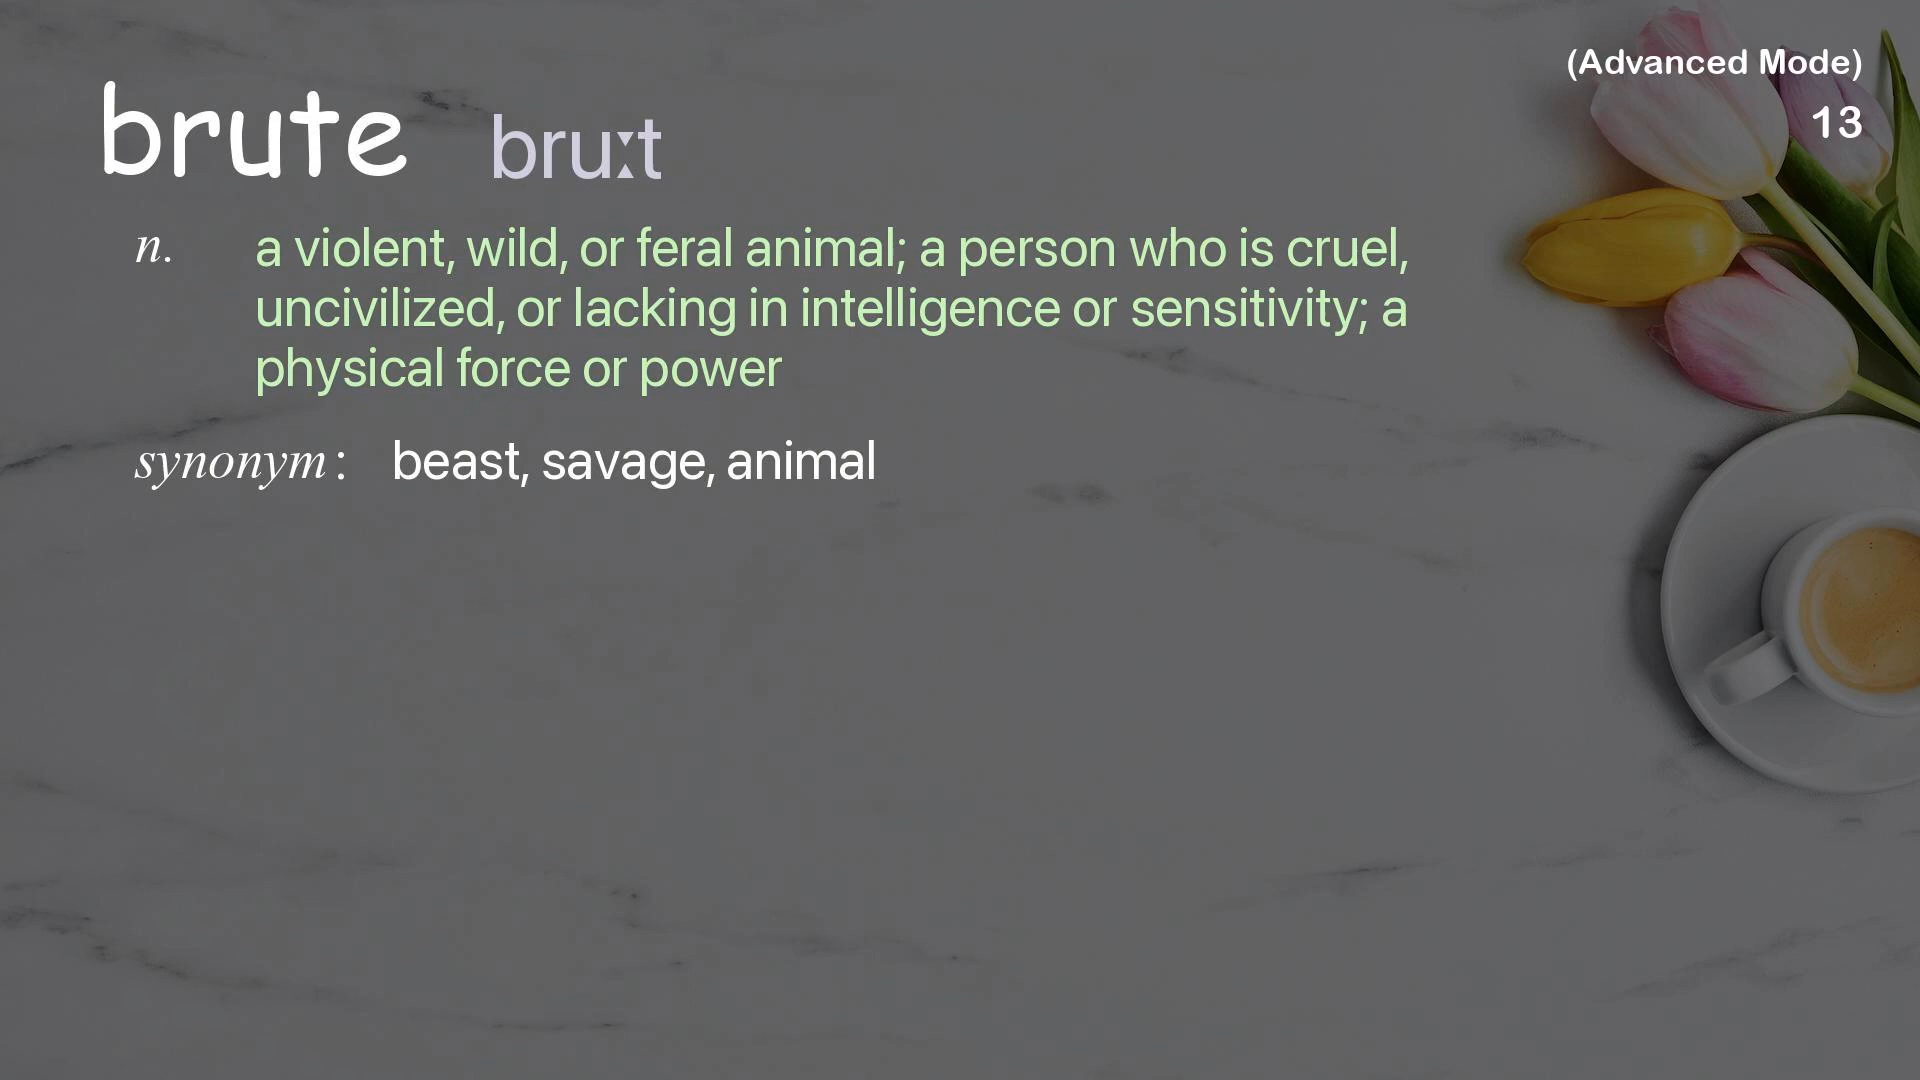 (Advanced Mode)
13
brute bruːt
n. a violent, wild, or feral animal; a person who is cruel,
uncivilized, or lacking in intelligence or sensitivity; a
physical force or power
synonym: beast, savage, animal